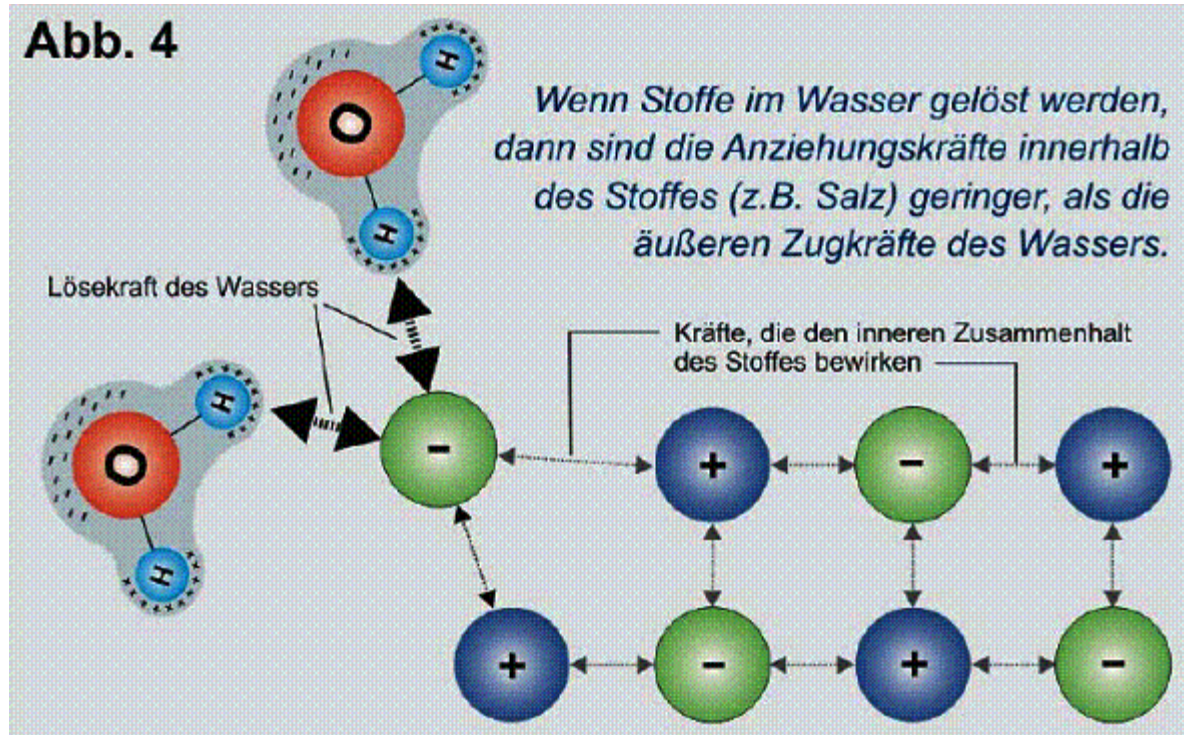 Abb. 4
Wenn Stoffe im Wasser gelöst werden,
dann sind die Anziehungskräfte innerhalb
des Stoffes (z.B. Salz) geringer, als die
äußeren Zugkräfte des Wassers.
O
H
H
Lösekraft des Wassers
Kräfte, die den inneren Zusammenhalt
des Stoffes bewirken
O
H
H
- + - +
+ - + -